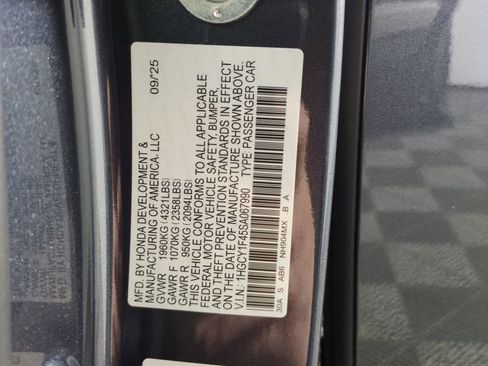 MFD. BY HONDA DEVELOPMENT & 09/'25
MANUFACTURING OF AMERICA, LLC
GVWR 1960KG(4321LBS)
GAWR F 1070KG(2358LBS)
GAWR R 950KG(2094LBS)
THIS VEHICLE CONFORMS TO ALL APPLICABLE
FEDERAL MOTOR VEHICLE SAFETY, BUMPER,
AND THEFT PREVENTION STANDARDS IN EFFECT
ON THE DATE OF MANUFACTURE SHOWN ABOVE.
V.I.N: 1HGCY1F45SA067990 TYPE: PASSENGER CAR
30A S AB6 NH904MX B A